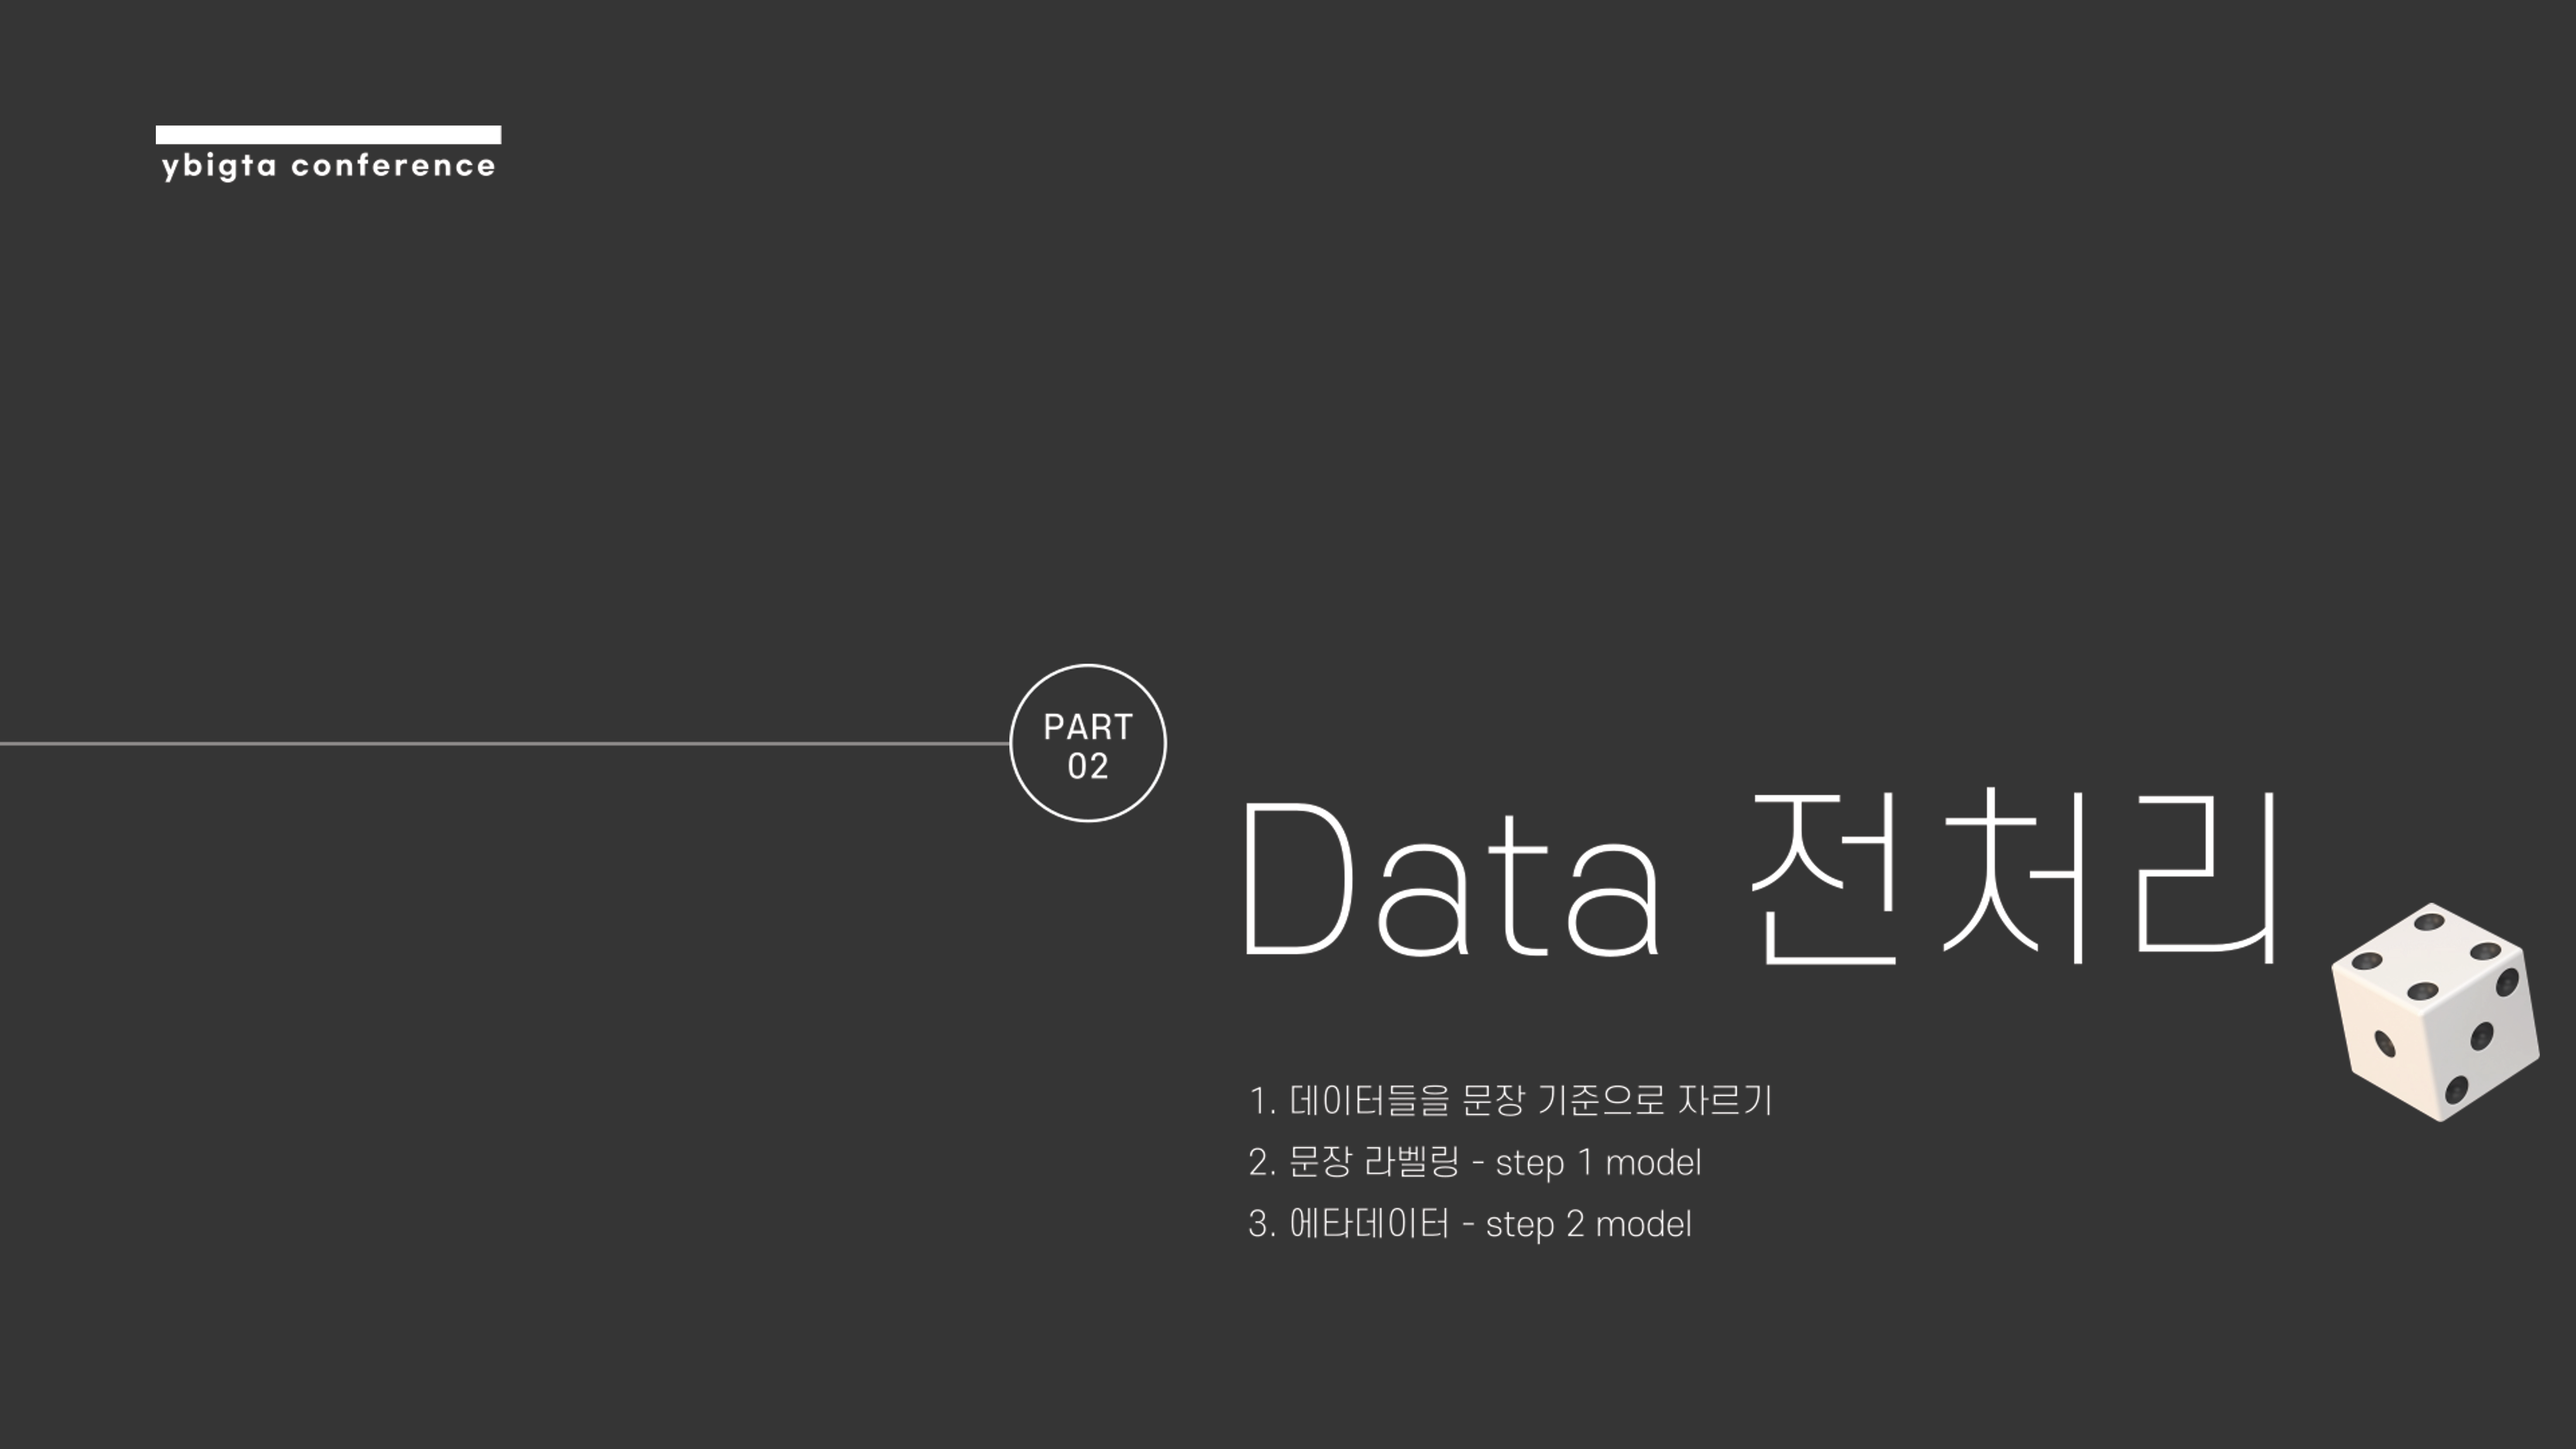 ybigta conference
PART
02
Data 전처리
1. 데이터들을 문장 기준으로 자르기
2. 문장 라벨링 - step 1 model
3. 에타데이터 - step 2 model